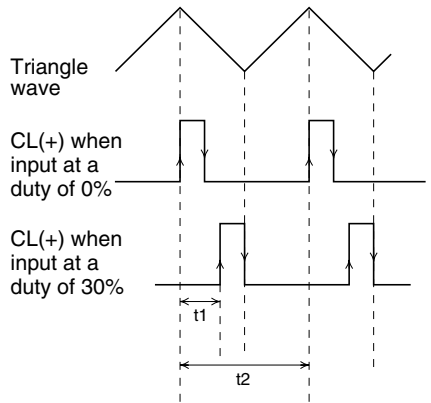 Triangle
wave
CL(+) when
input at a
duty of 0%
CL(+) when
input at a
duty of 30%
t1
t2